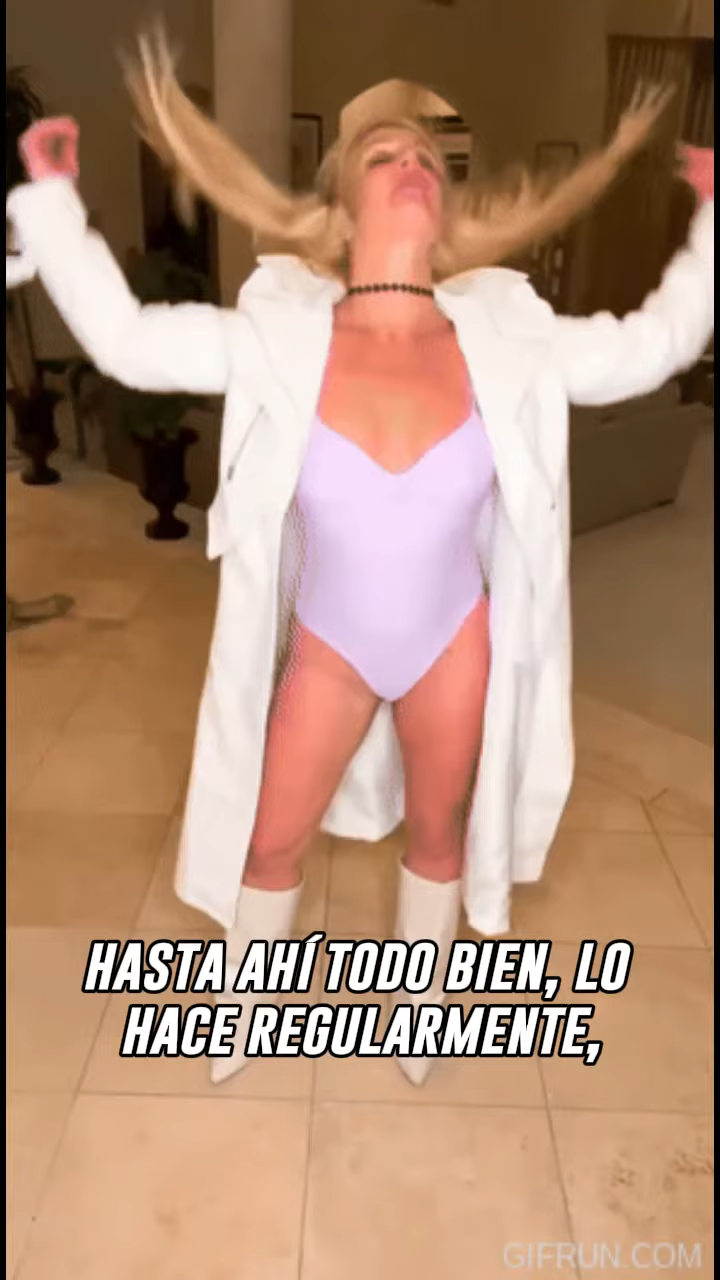 HASTA AHÍ TODO BIEN, LO
HACE REGULARMENTE,
GIFRUN.COM